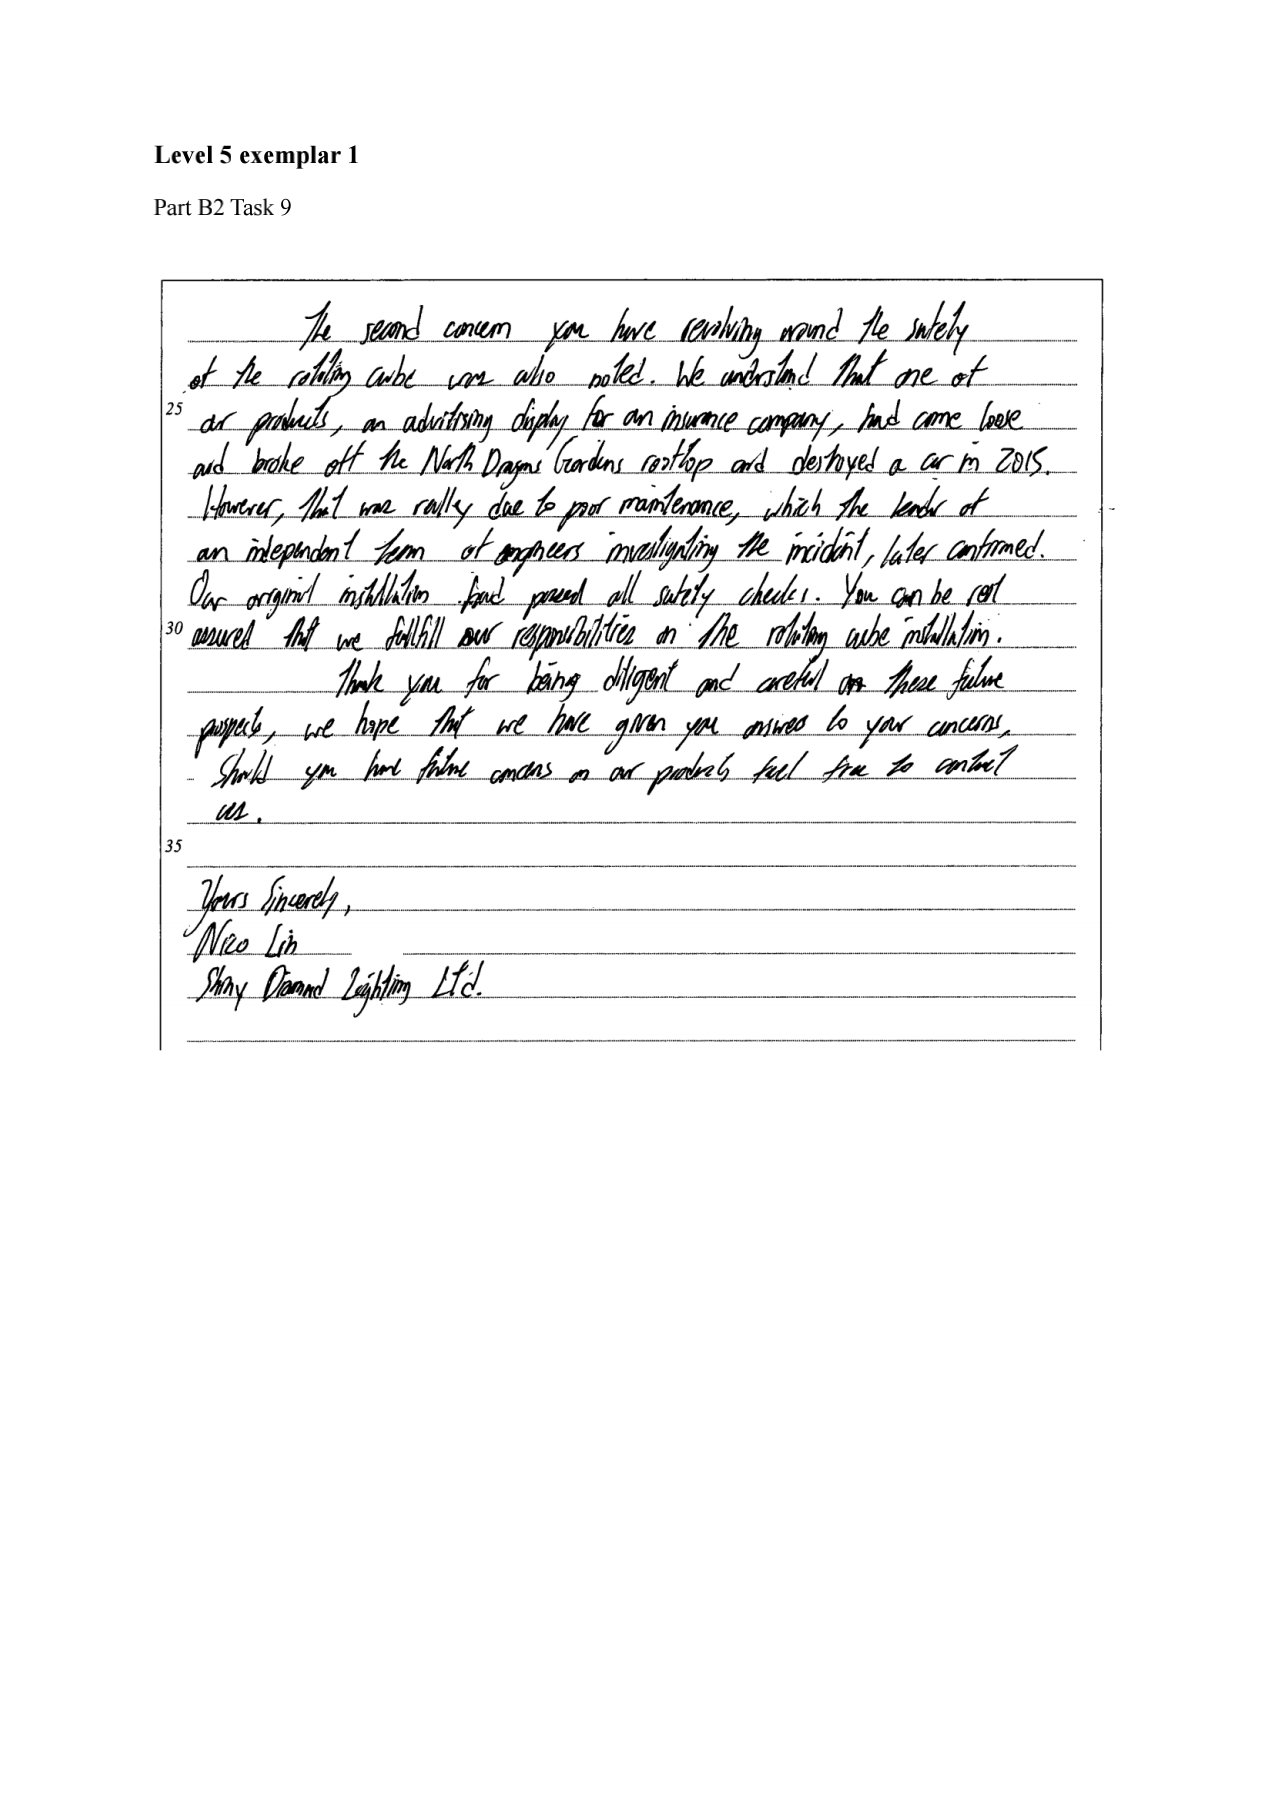 Level 5 exemplar 1
Part B2 Task 9
The second concern you have revolving around the safety
of the rotating cube was also noted. We understand that one of
25
our products, an advertising display for an insurance company, had come loose
and broke off the North Dragons Gardens rooftop and destroyed a car in 2015.
However, that was really due to poor maintenance, which the leader of
an independent team of engineers investigating the incident, later confirmed.
Our original installation had passed all safety checks. You can be rest
30
assured that we fullfill our responsibilities on the rotating cube installation.
Thank you for being diligent and careful on these future
prospects, we hope that we have given you answers to your concerns,
Should you have future concerns on our products feel free to contact
us.
35
Yours Sincerely,
Nico Lin
Shiny Diamond Lighting Ltd.